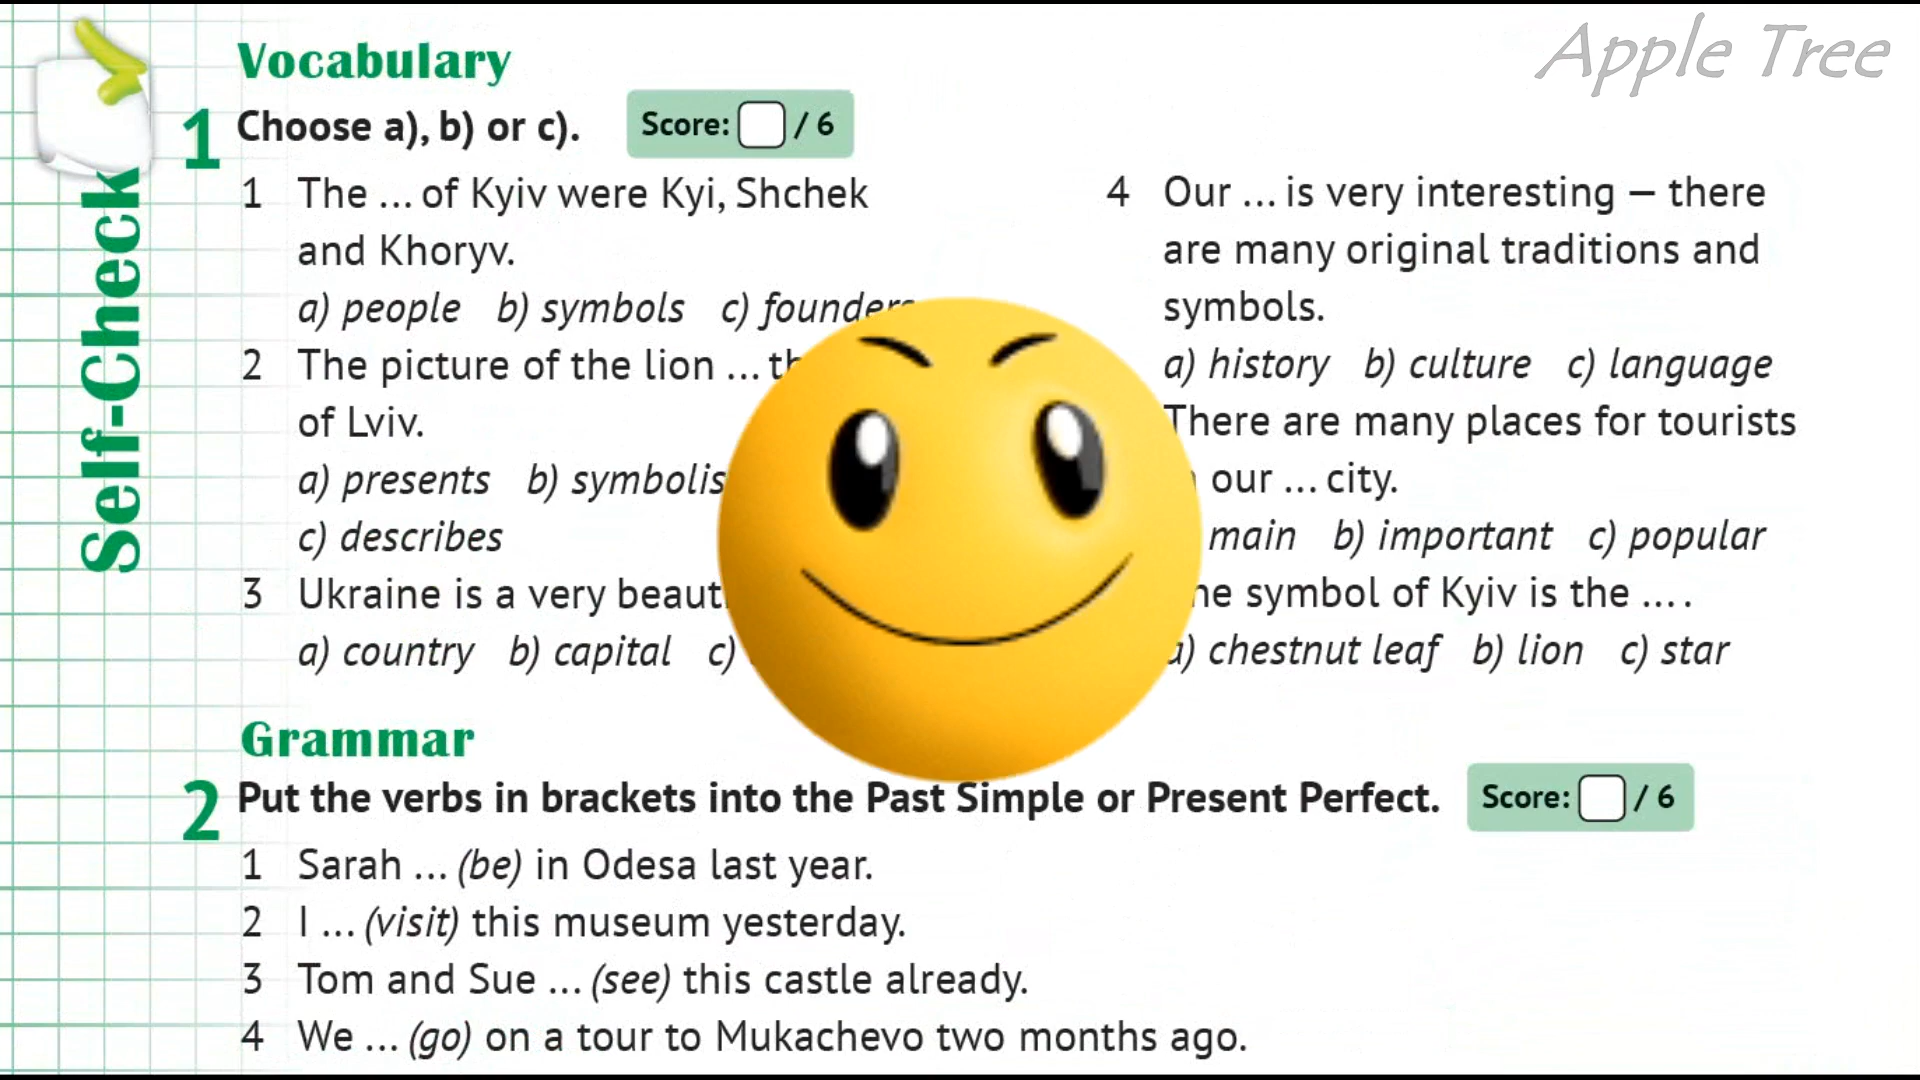 Apple Tree
Self-Check
Vocabulary
1 Choose a), b) or c). Score: / 6
1 The ... of Kyiv were Kyi, Shchek
and Khoryv.
a) people b) symbols c) founders
2 The picture of the lion ...
of Lviv.
a) presents b)
c) describes
3 Ukraine is a very
a) country b) capital c)
4 Our ... is very interesting – there
are many original traditions and
symbols.
a) history b) culture c) language
There are many places for tourists
our ... city.
main b) important c) popular
symbol of Kyiv is the ... .
a) chestnut leaf b) lion c) star
Grammar
2 Put the verbs in brackets into the Past Simple or Present Perfect. Score: / 6
1 Sarah ... (be) in Odesa last year.
2 I ... (visit) this museum yesterday.
3 Tom and Sue ... (see) this castle already.
4 We ... (go) on a tour to Mukachevo two months ago.